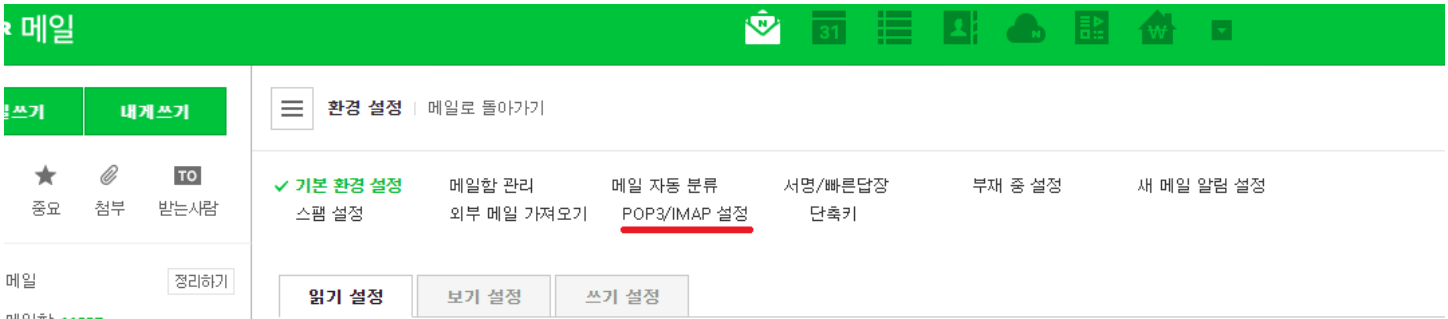 메일
31
쓰기 내게쓰기
환경 설정 메일로 돌아가기
TO
중요 첨부 받는사람
기본 환경 설정 메일함 관리 메일 자동 분류 서명/빠른답장 부재 중 설정 새 메일 알림 설정
스팸 설정 외부 메일 가져오기 POP3/IMAP 설정 단축키
메일 정리하기
읽기 설정 보기 설정 쓰기 설정